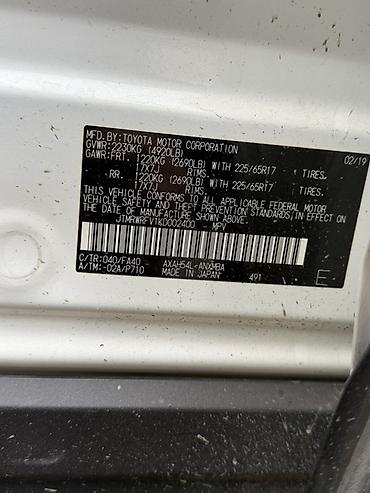 MFD.BY:TOYOTA MOTOR CORPORATION 02/19
GVWR:2230KG (4920LB)
GAWR:FRT. 1220KG (2690LB) WITH 225/65R17 TIRES,
17X7J RIMS.
RR. 1220KG (2690LB) WITH 225/65R17 TIRES,
17X7J RIMS.
THIS VEHICLE CONFORMS TO ALL APPLICABLE FEDERAL MOTOR
VEHICLE SAFETY AND THEFT PREVENTION STANDARDS IN EFFECT
ON THE DATE OF MANUFACTURE SHOWN ABOVE.
JTMRWRFV1KD002400 MPV
C/TR:040/FA40 AXAH54L-ANXMBA
A/TM:-02A/P710 MADE IN JAPAN 491 E